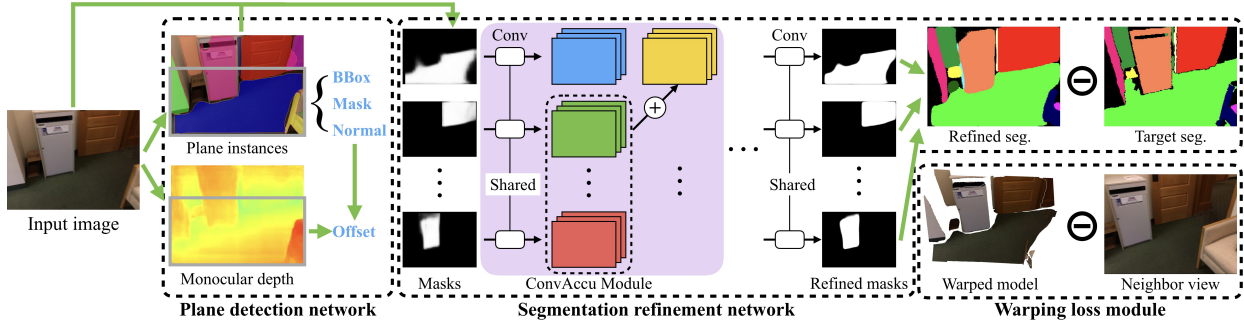 Input image
BBox
Mask
Normal
Plane instances
Offset
Monocular depth
Plane detection network
Conv
Shared
Masks
ConvAccu Module
+
...
Conv
Shared
Refined masks
Segmentation refinement network
Refined seg.
Target seg.
Warped model
Neighbor view
Warping loss module